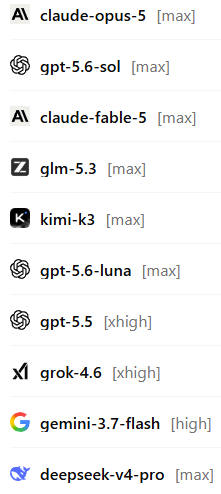 claude-opus-5 [max]
gpt-5.6-sol [max]
claude-fable-5 [max]
glm-5.3 [max]
kimi-k3 [max]
gpt-5.6-luna [max]
gpt-5.5 [xhigh]
grok-4.6 [xhigh]
gemini-3.7-flash [high]
deepseek-v4-pro [max]